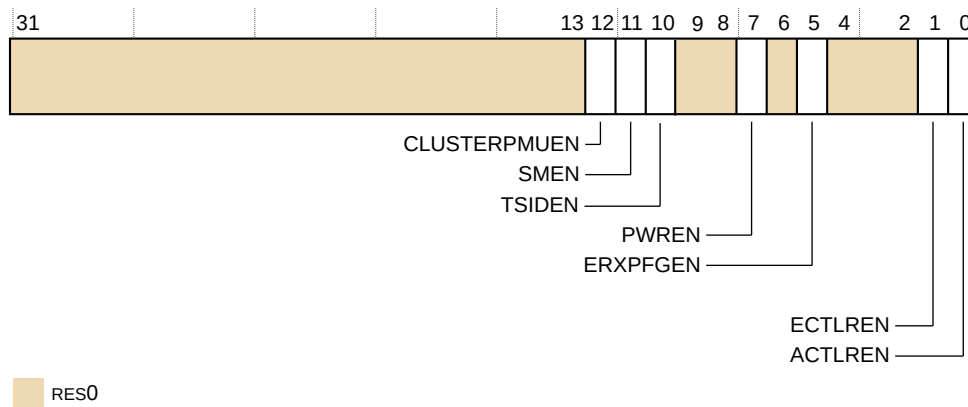 31 13 12 11 10 9 8 7 6 5 4 2 1 0
CLUSTERPMUEN
SMEN
TSIDEN
PWREN
ERXPFGEN
ECTLREN
ACTLREN
RES0